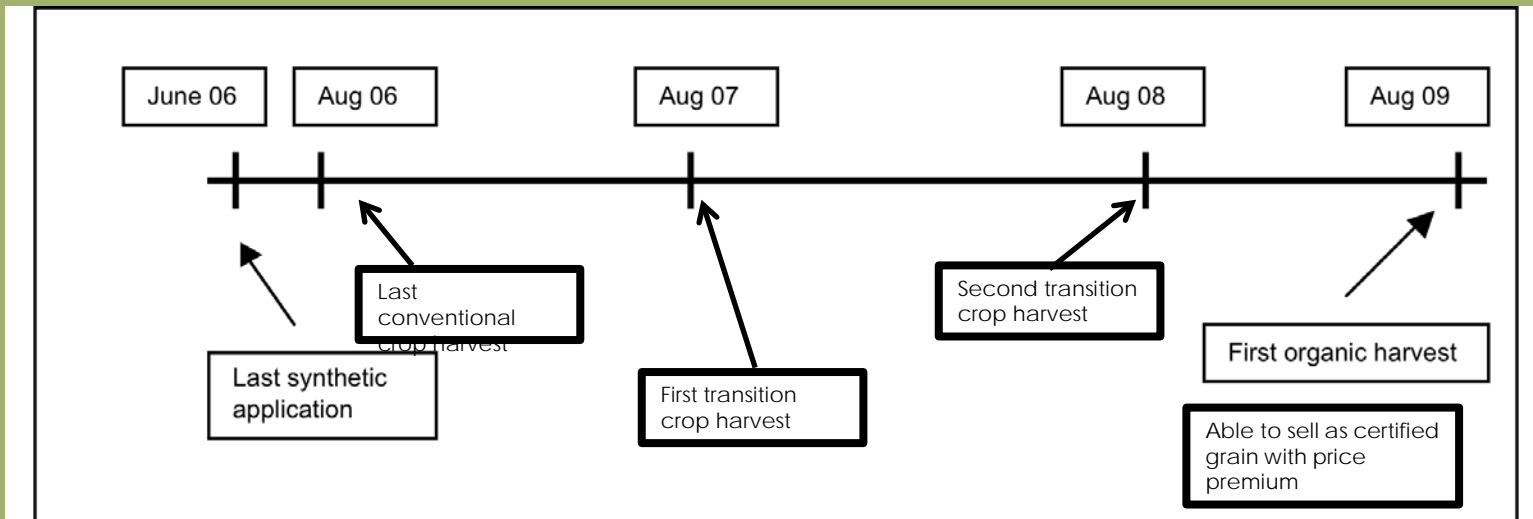 June 06
Aug 06
Aug 07
Aug 08
Aug 09
Last
conventional
crop harvest
Last synthetic
application
First transition
crop harvest
Second transition
crop harvest
First organic harvest
Able to sell as certified
grain with price
premium